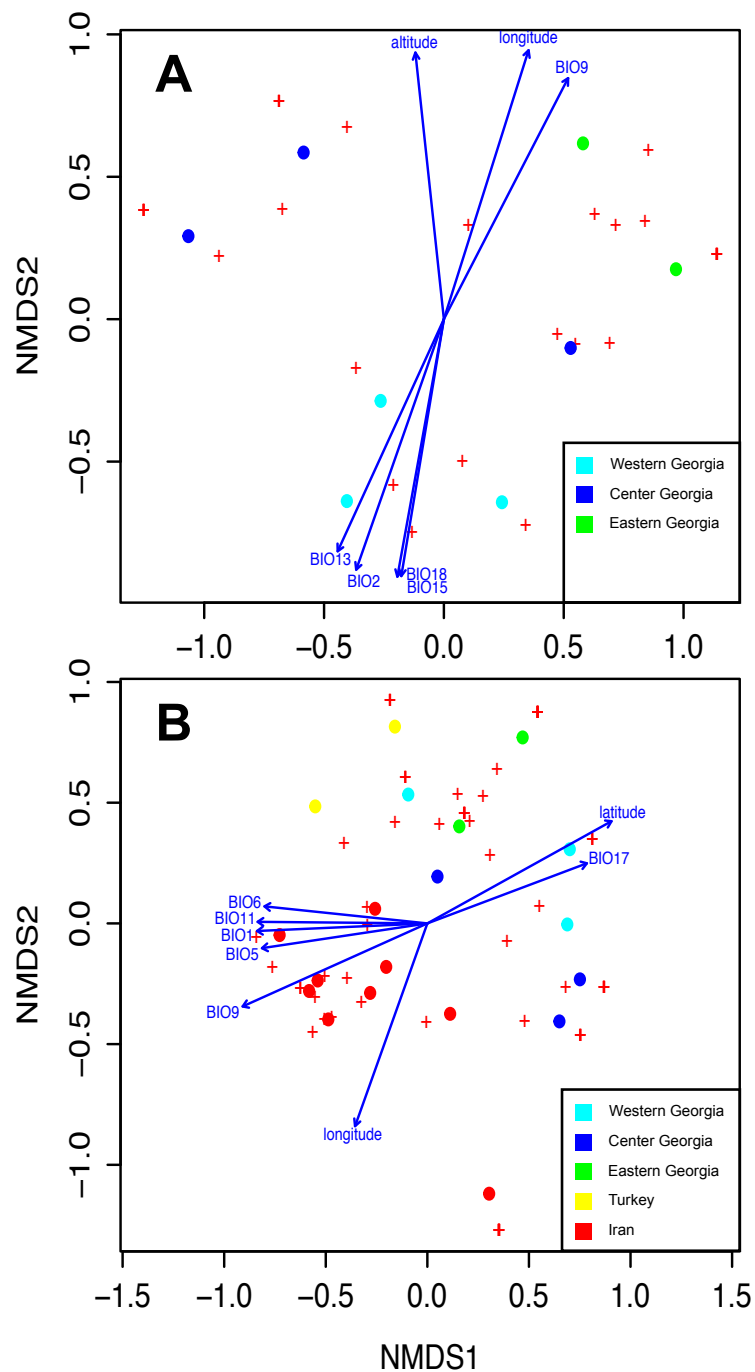 A
altitude
longitude
BIO9
BIO13
BIO2
BIO18
BIO15
Western Georgia
Center Georgia
Eastern Georgia
NMDS2
1.0
0.5
0.0
−0.5
−1.0
−0.5
0.0
0.5
1.0
B
latitude
BIO17
BIO6
BIO11
BIO1
BIO5
BIO9
longitude
Western Georgia
Center Georgia
Eastern Georgia
Turkey
Iran
NMDS2
1.0
0.5
0.0
−0.5
−1.0
−1.5
−1.0
−0.5
0.0
0.5
1.0
1.5
NMDS1